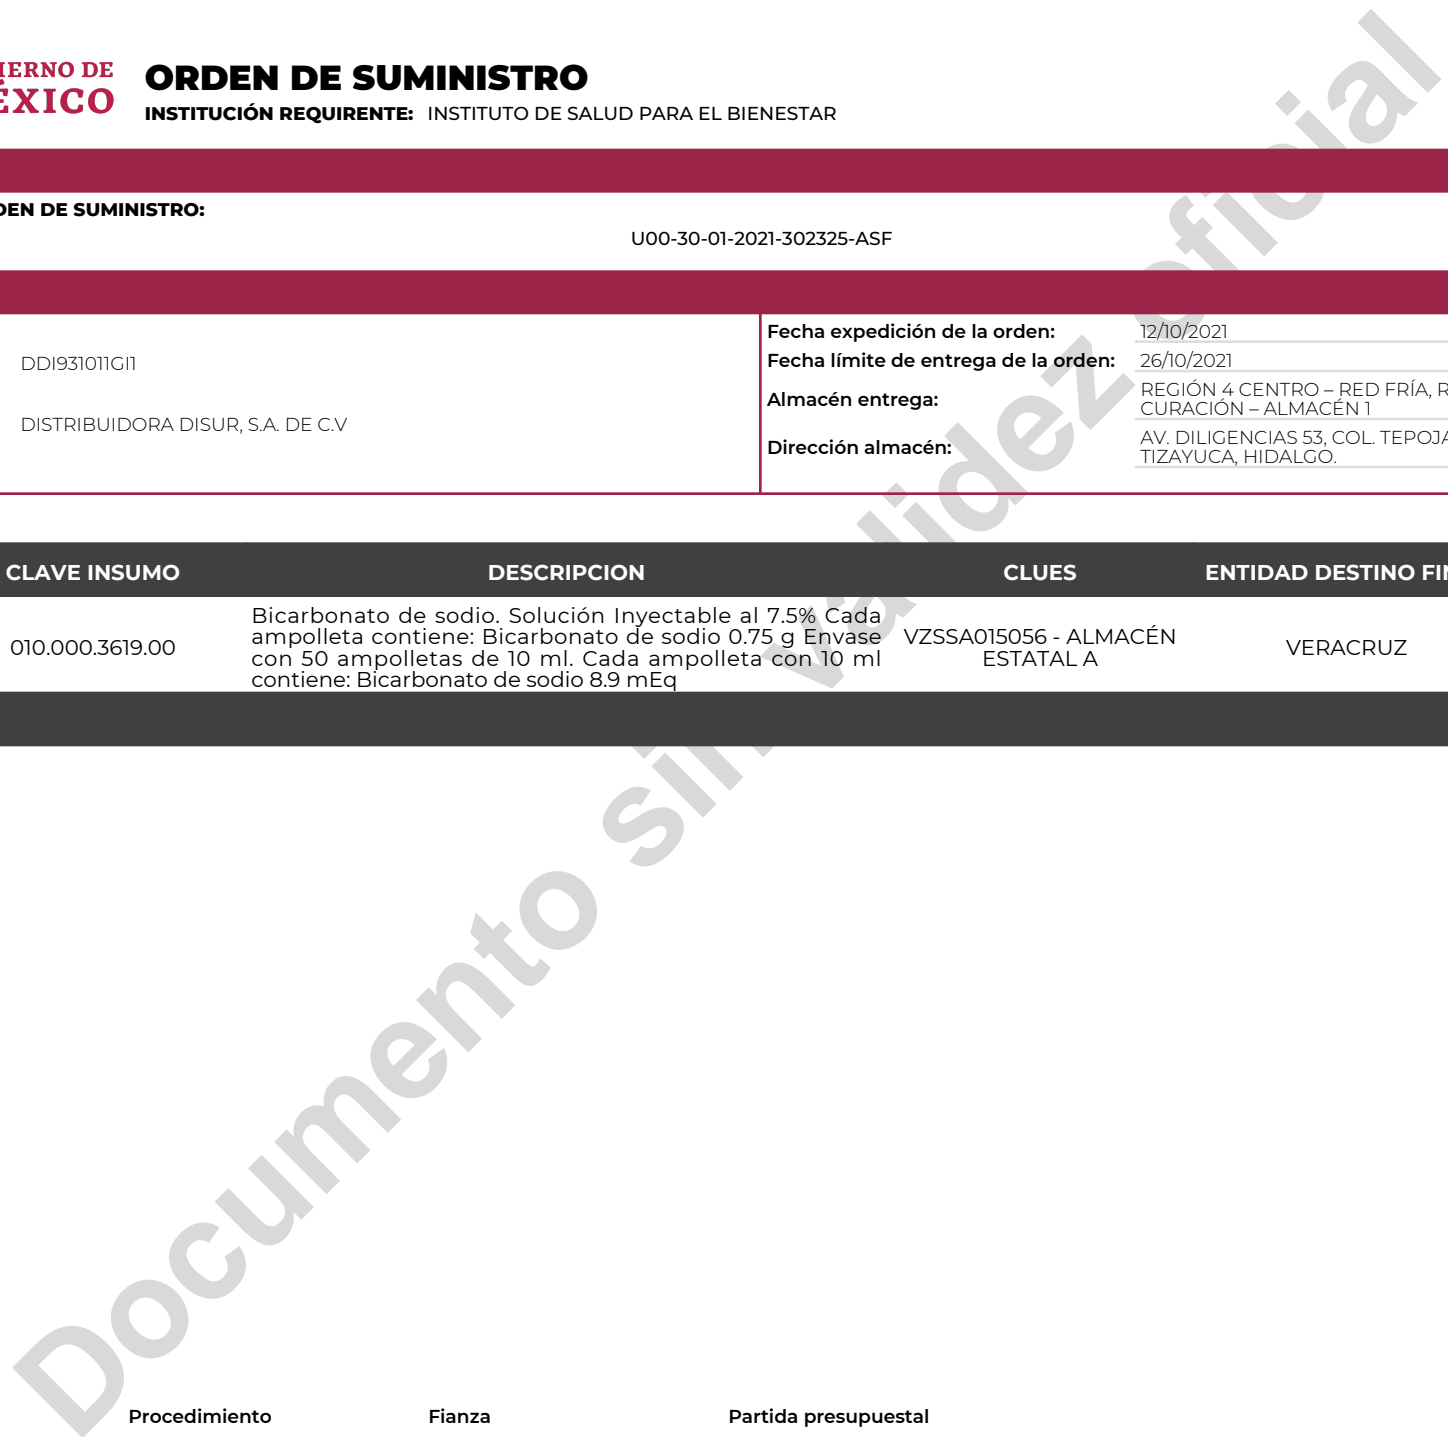 IERNO DE
ÉXICO
ORDEN DE SUMINISTRO
INSTITUCIÓN REQUIRENTE: INSTITUTO DE SALUD PARA EL BIENESTAR
DEN DE SUMINISTRO:
U00-30-01-2021-302325-ASF
DDI931011GI1
DISTRIBUIDORA DISUR, S.A. DE C.V
Fecha expedición de la orden: 12/10/2021
Fecha límite de entrega de la orden: 26/10/2021
Almacén entrega: REGIÓN 4 CENTRO – RED FRÍA, R
CURACIÓN – ALMACÉN 1
Dirección almacén: AV. DILIGENCIAS 53, COL. TEPOJA
TIZAYUCA, HIDALGO.
CLAVE INSUMO DESCRIPCION CLUES ENTIDAD DESTINO FIN
010.000.3619.00
Bicarbonato de sodio. Solución Inyectable al 7.5% Cada
ampolleta contiene: Bicarbonato de sodio 0.75 g Envase
con 50 ampolletas de 10 ml. Cada ampolleta con 10 ml
contiene: Bicarbonato de sodio 8.9 mEq
VZSSA015056 - ALMACÉN
ESTATAL A
VERACRUZ
Documento sin validez oficial
Procedimiento Fianza Partida presupuestal